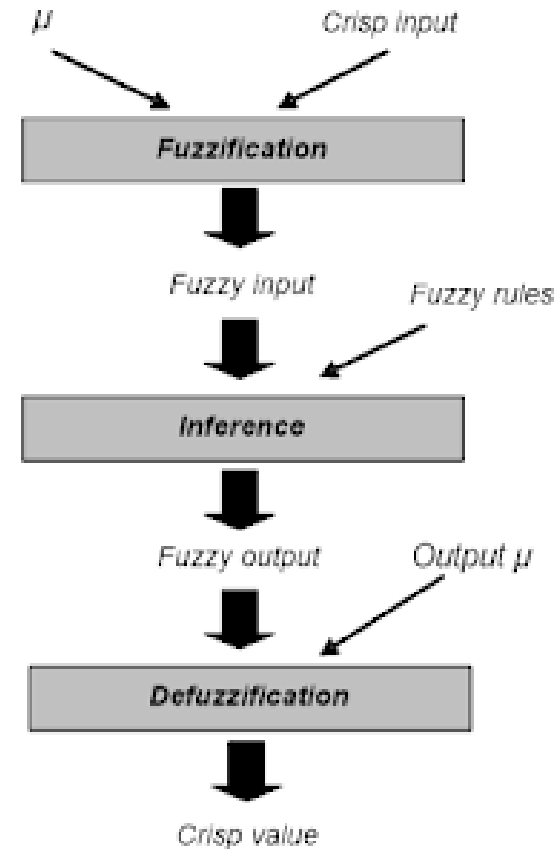 μ
Crisp input
Fuzzification
Fuzzy input
Fuzzy rules
Inference
Fuzzy output
Output μ
Defuzzification
Crisp value